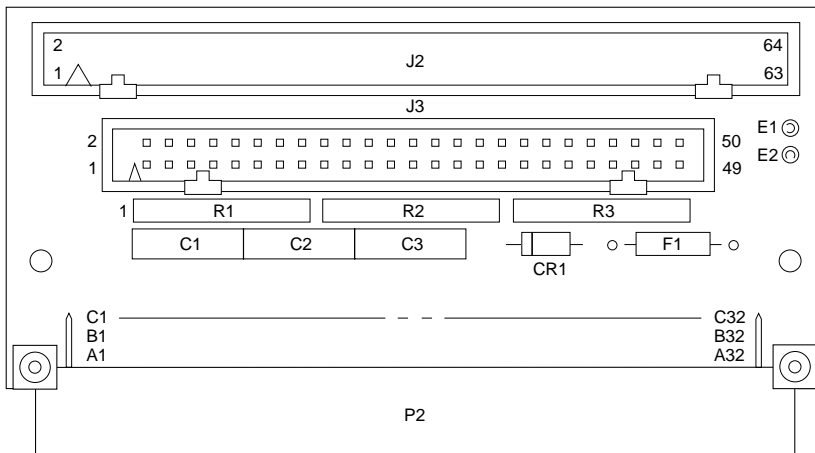 2 64
J2
1 63
J3
E1
2 50
E2
1 49
1 R1 R2 R3
C1 C2 C3 F1
CR1
C1 C32
B1 B32
A1 A32
P2